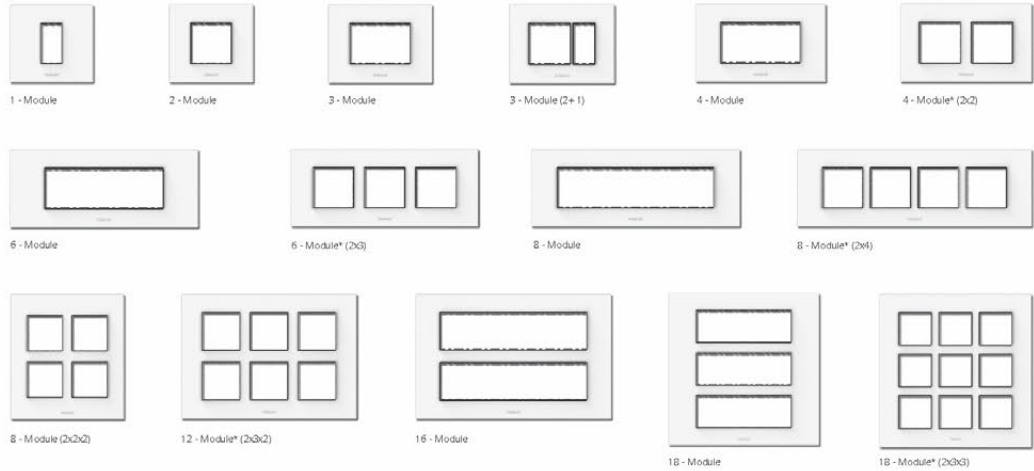 1 - Module
2 - Module
3 - Module
3 - Module (2+1)
4 - Module
4 - Module* (2x2)
6 - Module
6 - Module* (2x3)
8 - Module
8 - Module* (2x4)
8 - Module (2x2x2)
12 - Module* (2x3x2)
16 - Module
18 - Module
18 - Module* (2x3x3)